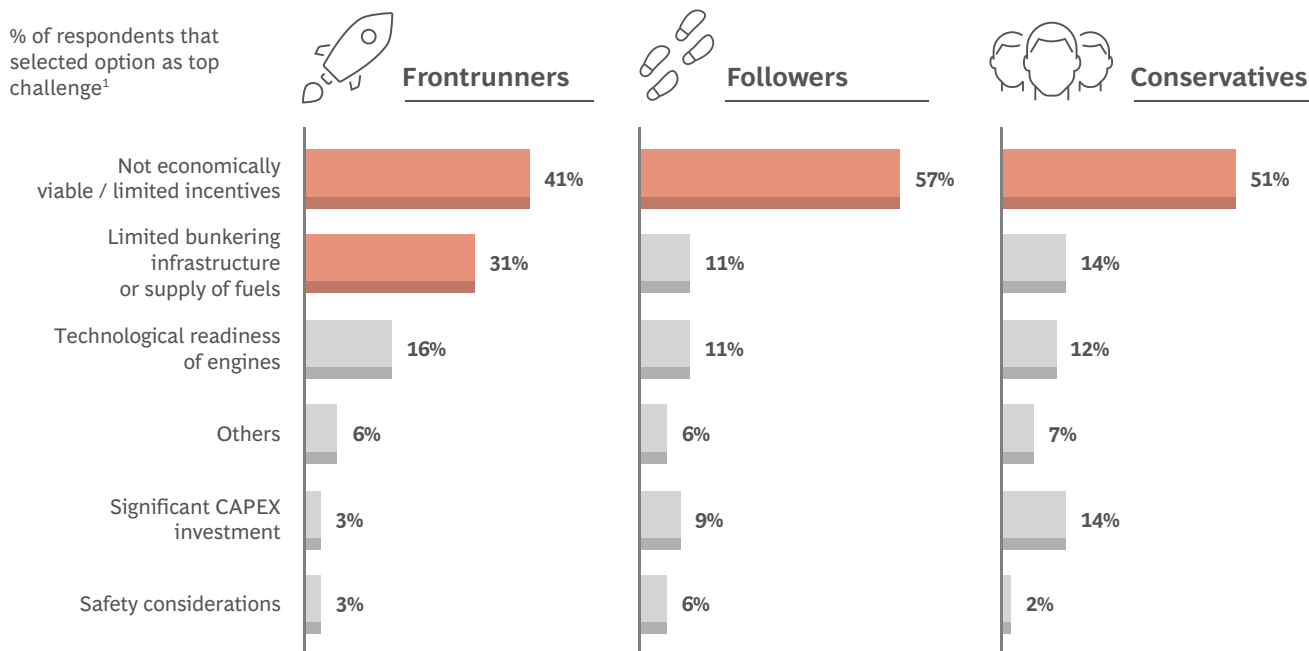 % of respondents that
selected option as top
challenge1
Frontrunners
Followers
Conservatives
Not economically
viable / limited incentives
41%
57%
51%
Limited bunkering
infrastructure
or supply of fuels
31%
11%
14%
Technological readiness
of engines
16%
11%
12%
Others
6%
6%
7%
Significant CAPEX
investment
3%
9%
14%
Safety considerations
3%
6%
2%